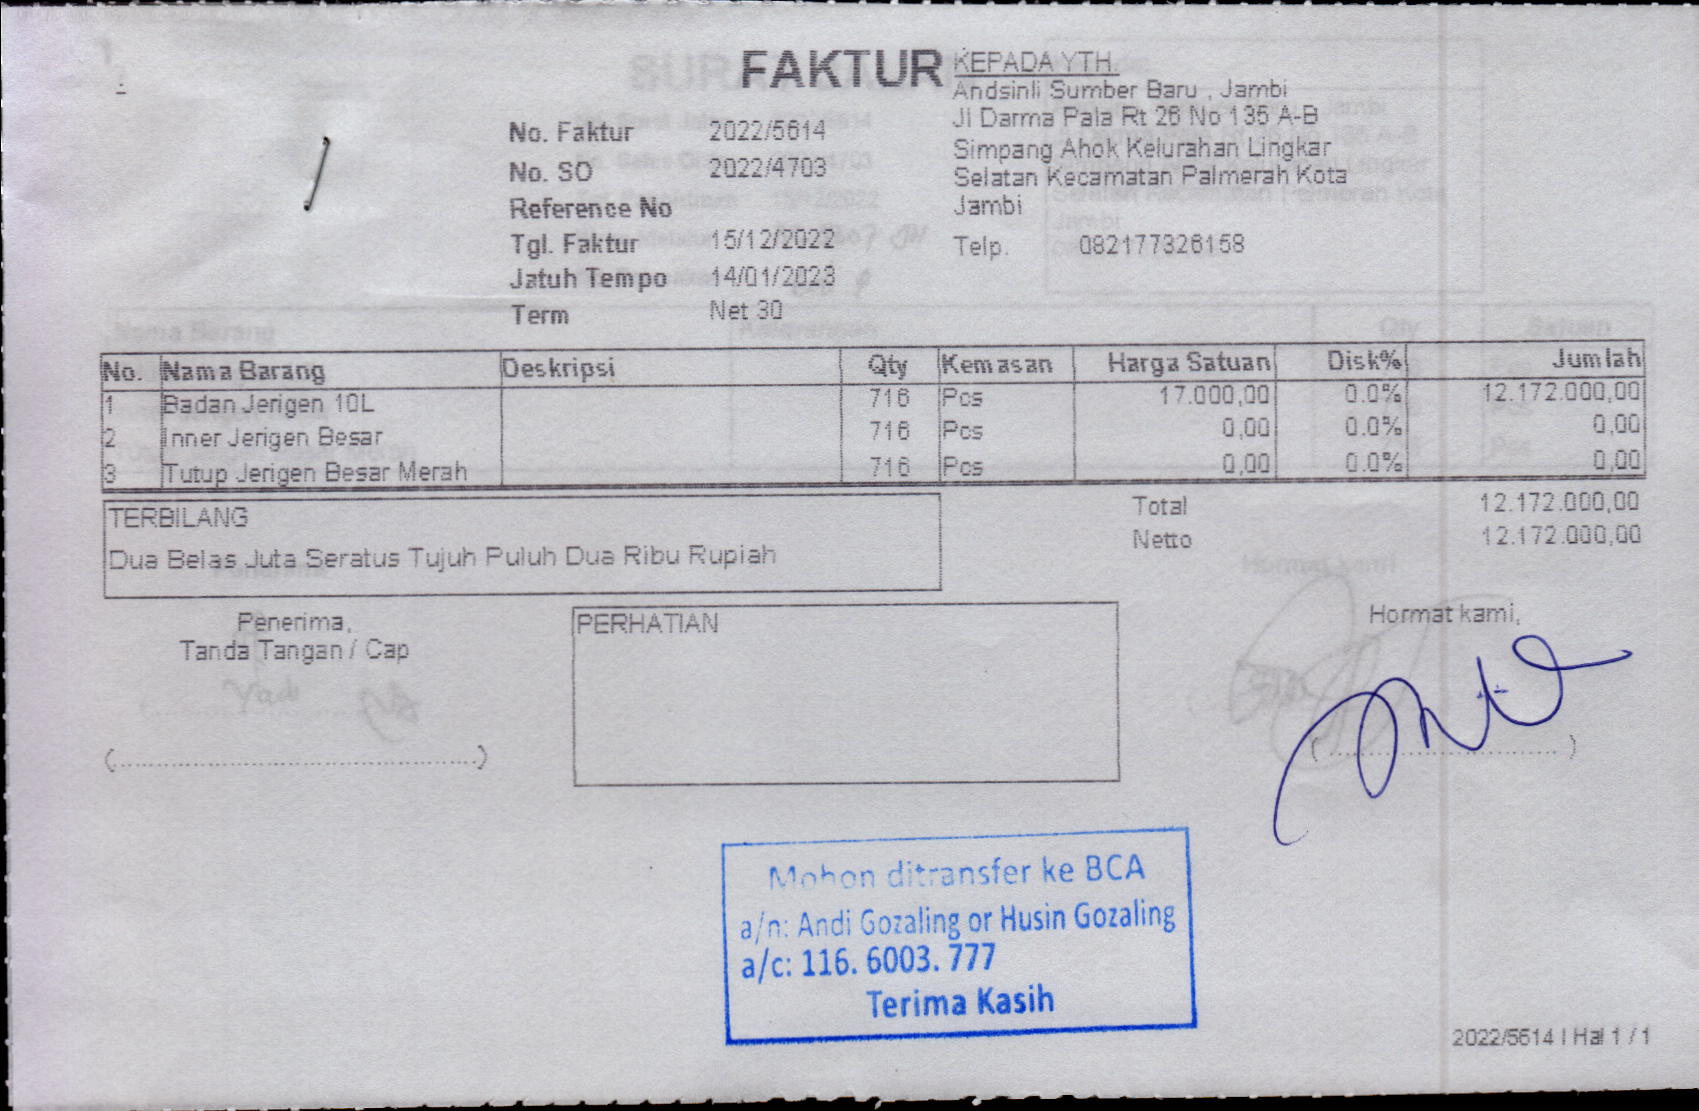 FAKTUR
KEPADA YTH.
Andsinli Sumber Baru , Jambi
Jl Darma Pala Rt 26 No 135 A-B
Simpang Ahok Kelurahan Lingkar
Selatan Kecamatan Palmerah Kota
Jambi
Telp. 082177326158
No. Faktur 2022/5614
No. SO 2022/4703
Reference No
Tgl. Faktur 15/12/2022
Jatuh Tempo 14/01/2023
Term Net 30
No. Nama Barang Deskripsi Qty Kemasan Harga Satuan Disk% Jumlah
1 Badan Jerigen 10L 716 Pcs 17.000,00 0.0% 12.172.000,00
2 Inner Jerigen Besar 716 Pcs 0,00 0.0% 0,00
3 Tutup Jerigen Besar Merah 716 Pcs 0,00 0.0% 0,00
TERBILANG
Dua Belas Juta Seratus Tujuh Puluh Dua Ribu Rupiah
Total 12.172.000,00
Netto 12.172.000,00
Penerima,
Tanda Tangan / Cap
PERHATIAN
Hormat kami,
Mohon ditransfer ke BCA
a/n: Andi Gozaling or Husin Gozaling
a/c: 116. 6003. 777
Terima Kasih
2022/5614 | Hal 1 / 1